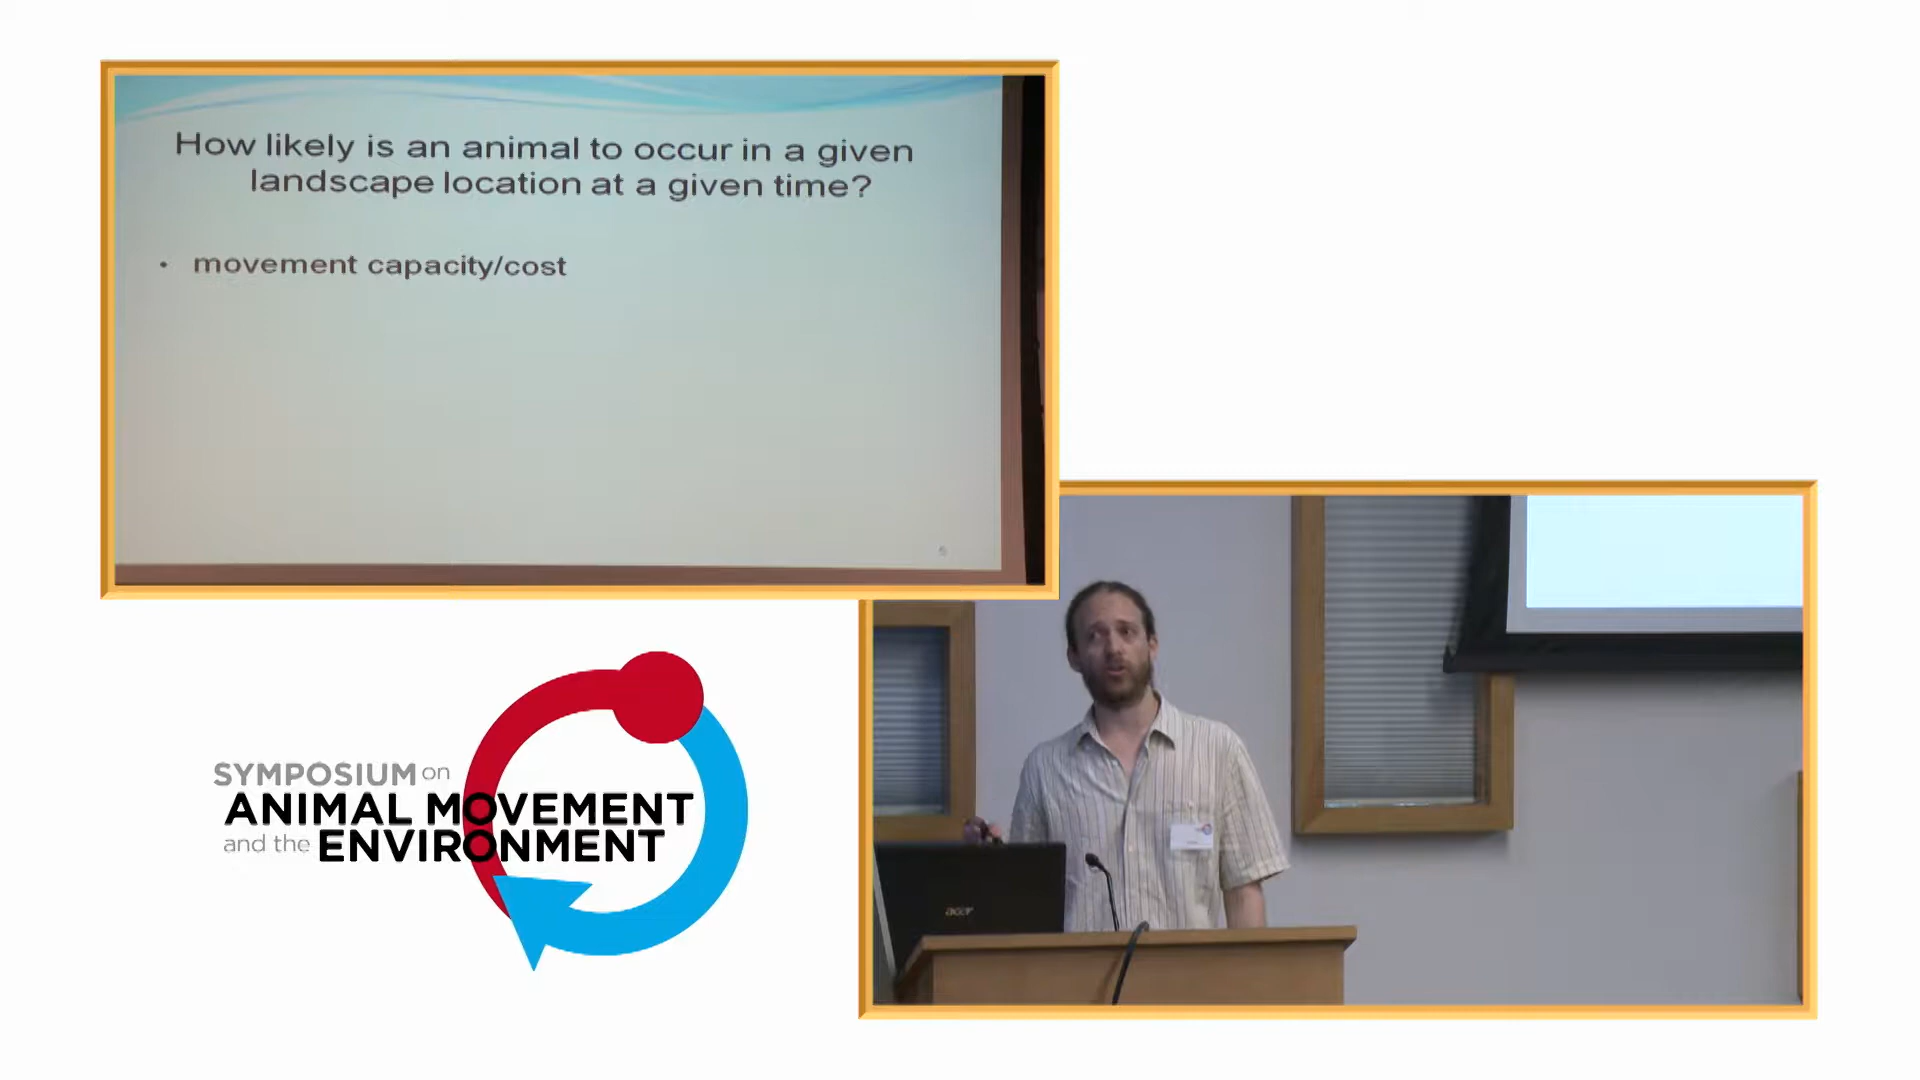 How likely is an animal to occur in a given
landscape location at a given time?
• movement capacity/cost
SYMPOSIUM on
ANIMAL MOVEMENT
and the ENVIRONMENT
acer